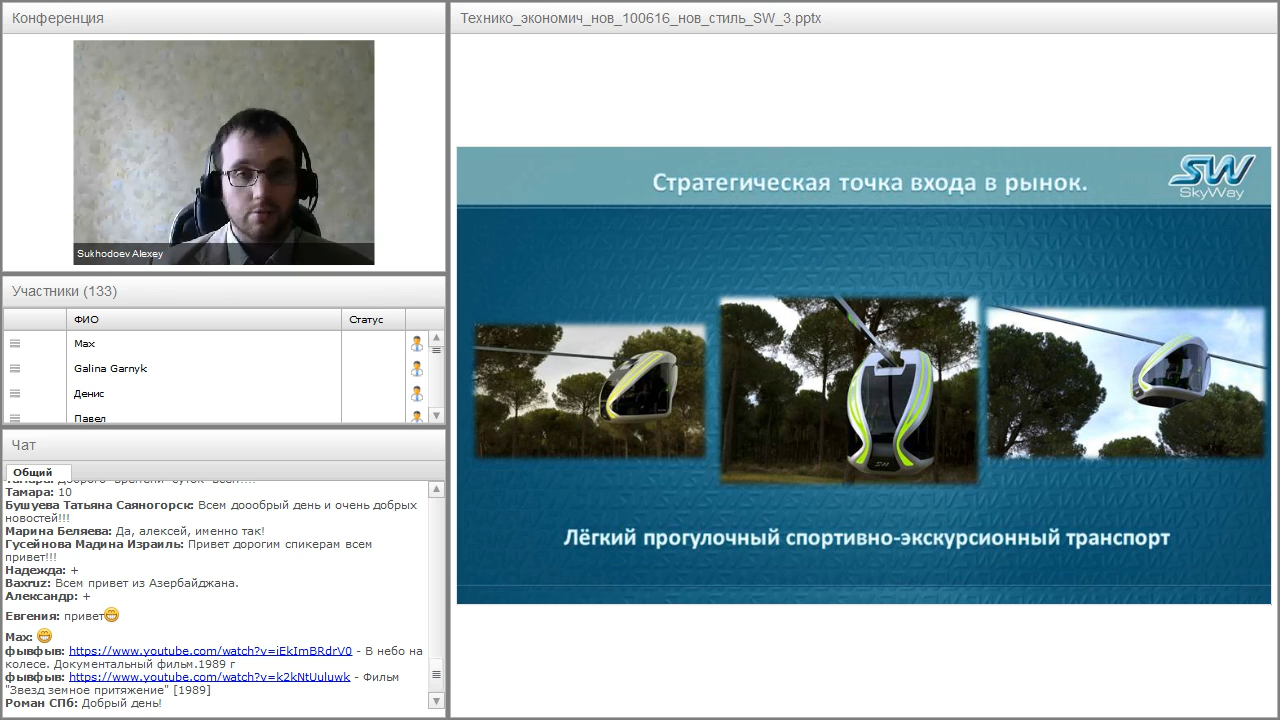 Конференция
Sukhodoev Alexey
Участники (133)
ФИО
Статус
Max
Galina Garnyk
Денис
Павел
Чат
Общий
Тамара: 10
Бушуева Татьяна Саяногорск: Всем доообрый день и очень добрых
новостей!!!
Марина Беляева: Да, алексей, именно так!
Гусейнова Мадина Израиль: Привет дорогим спикерам всем
привет!!!
Надежда: +
Baxruz: Всем привет из Азербайджана.
Александр: +
Евгения: привет
Max:
фывфыв: https://www.youtube.com/watch?v=iEkImBRdrV0 - В небо на
колесе. Документальный фильм.1989 г
фывфыв: https://www.youtube.com/watch?v=k2kNtUuluwk - Фильм
"Звезд земное притяжение" [1989]
Роман СПб: Добрый день!
Технико_экономич_нов_100616_нов_стиль_SW_3.pptx
Стратегическая точка входа в рынок.
SW
SkyWay
SW
Лёгкий прогулочный спортивно-экскурсионный транспорт